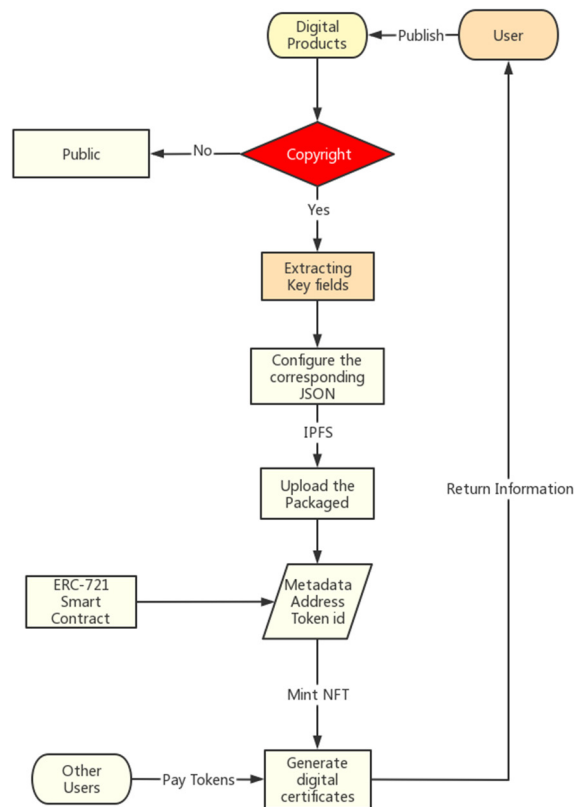 Digital
Products
Publish
User
Public
No
Copyright
Yes
Extracting
Key fields
Configure the
corresponding
JSON
IPFS
Upload the
Packaged
Return Information
ERC-721
Smart
Contract
Metadata
Address
Token id
Mint NFT
Other
Users
Pay Tokens
Generate
digital
certificates